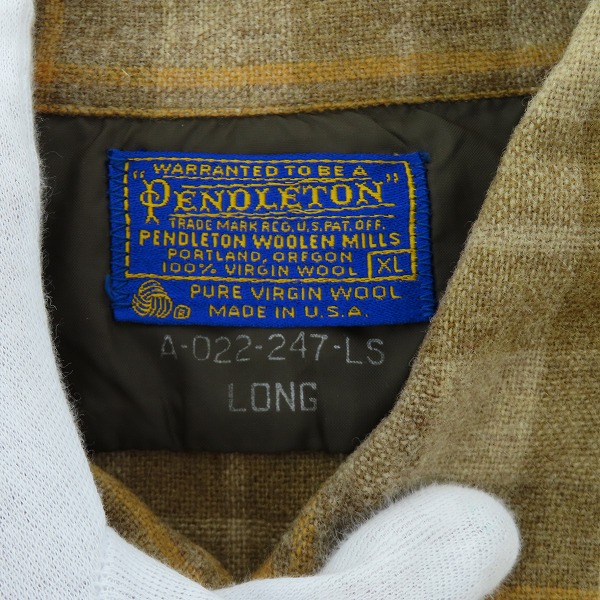 WARRANTED TO BE A
"PENDLETON"
TRADE MARK REG. U.S. PAT. OFF.
PENDLETON WOOLEN MILLS
PORTLAND, OREGON
100% VIRGIN WOOL XL
PURE VIRGIN WOOL
® MADE IN U.S.A.
A-022-247-LS
LONG